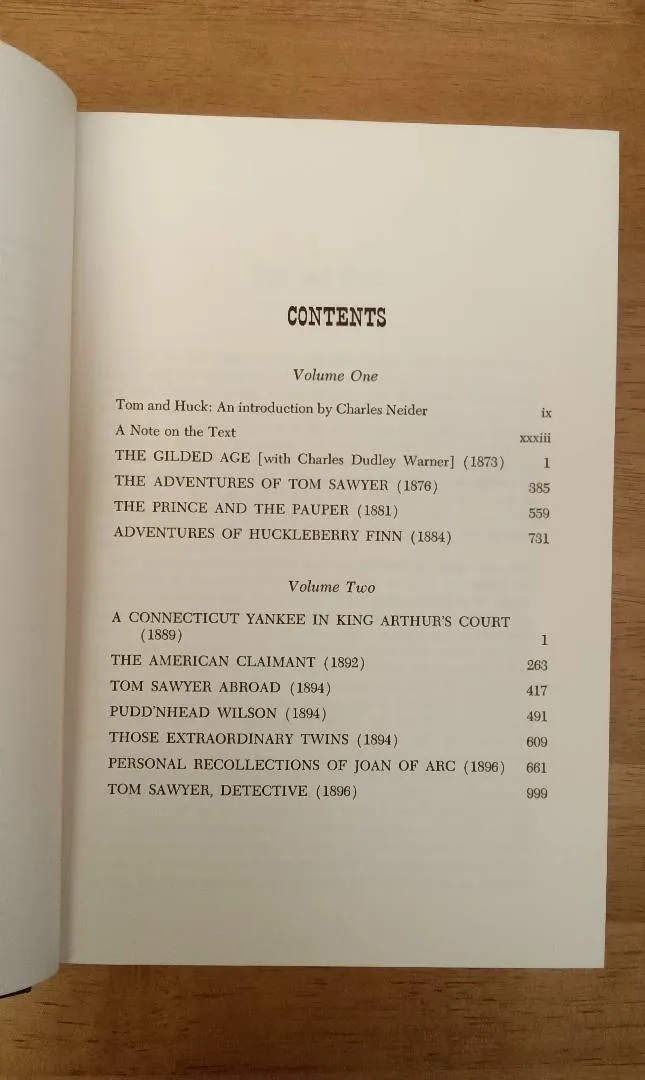 CONTENTS
Volume One
Tom and Huck: An introduction by Charles Neider ix
A Note on the Text xxxiii
THE GILDED AGE [with Charles Dudley Warner] (1873) 1
THE ADVENTURES OF TOM SAWYER (1876) 385
THE PRINCE AND THE PAUPER (1881) 559
ADVENTURES OF HUCKLEBERRY FINN (1884) 731
Volume Two
A CONNECTICUT YANKEE IN KING ARTHUR'S COURT
(1889) 1
THE AMERICAN CLAIMANT (1892) 263
TOM SAWYER ABROAD (1894) 417
PUDD'NHEAD WILSON (1894) 491
THOSE EXTRAORDINARY TWINS (1894) 609
PERSONAL RECOLLECTIONS OF JOAN OF ARC (1896) 661
TOM SAWYER, DETECTIVE (1896) 999